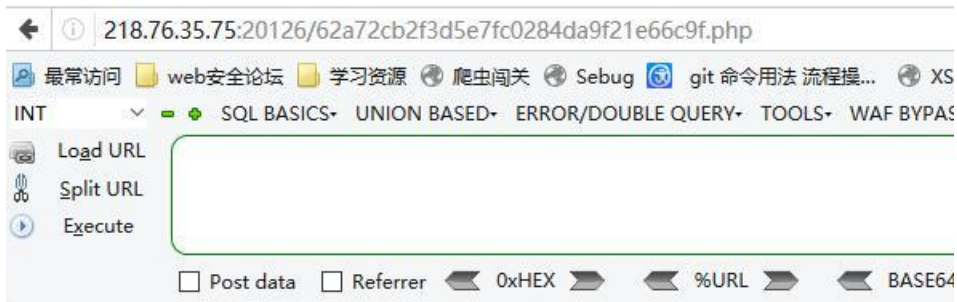 218.76.35.75:20126/62a72cb2f3d5e7fc0284da9f21e66c9f.php
最常访问 web安全论坛 学习资源 爬虫闯关 Sebug git 命令用法 流程操... XS
INT SQL BASICS UNION BASED ERROR/DOUBLE QUERY TOOLS WAF BYPAS
Load URL
Split URL
Execute
Post data Referrer 0xHEX %URL BASE64